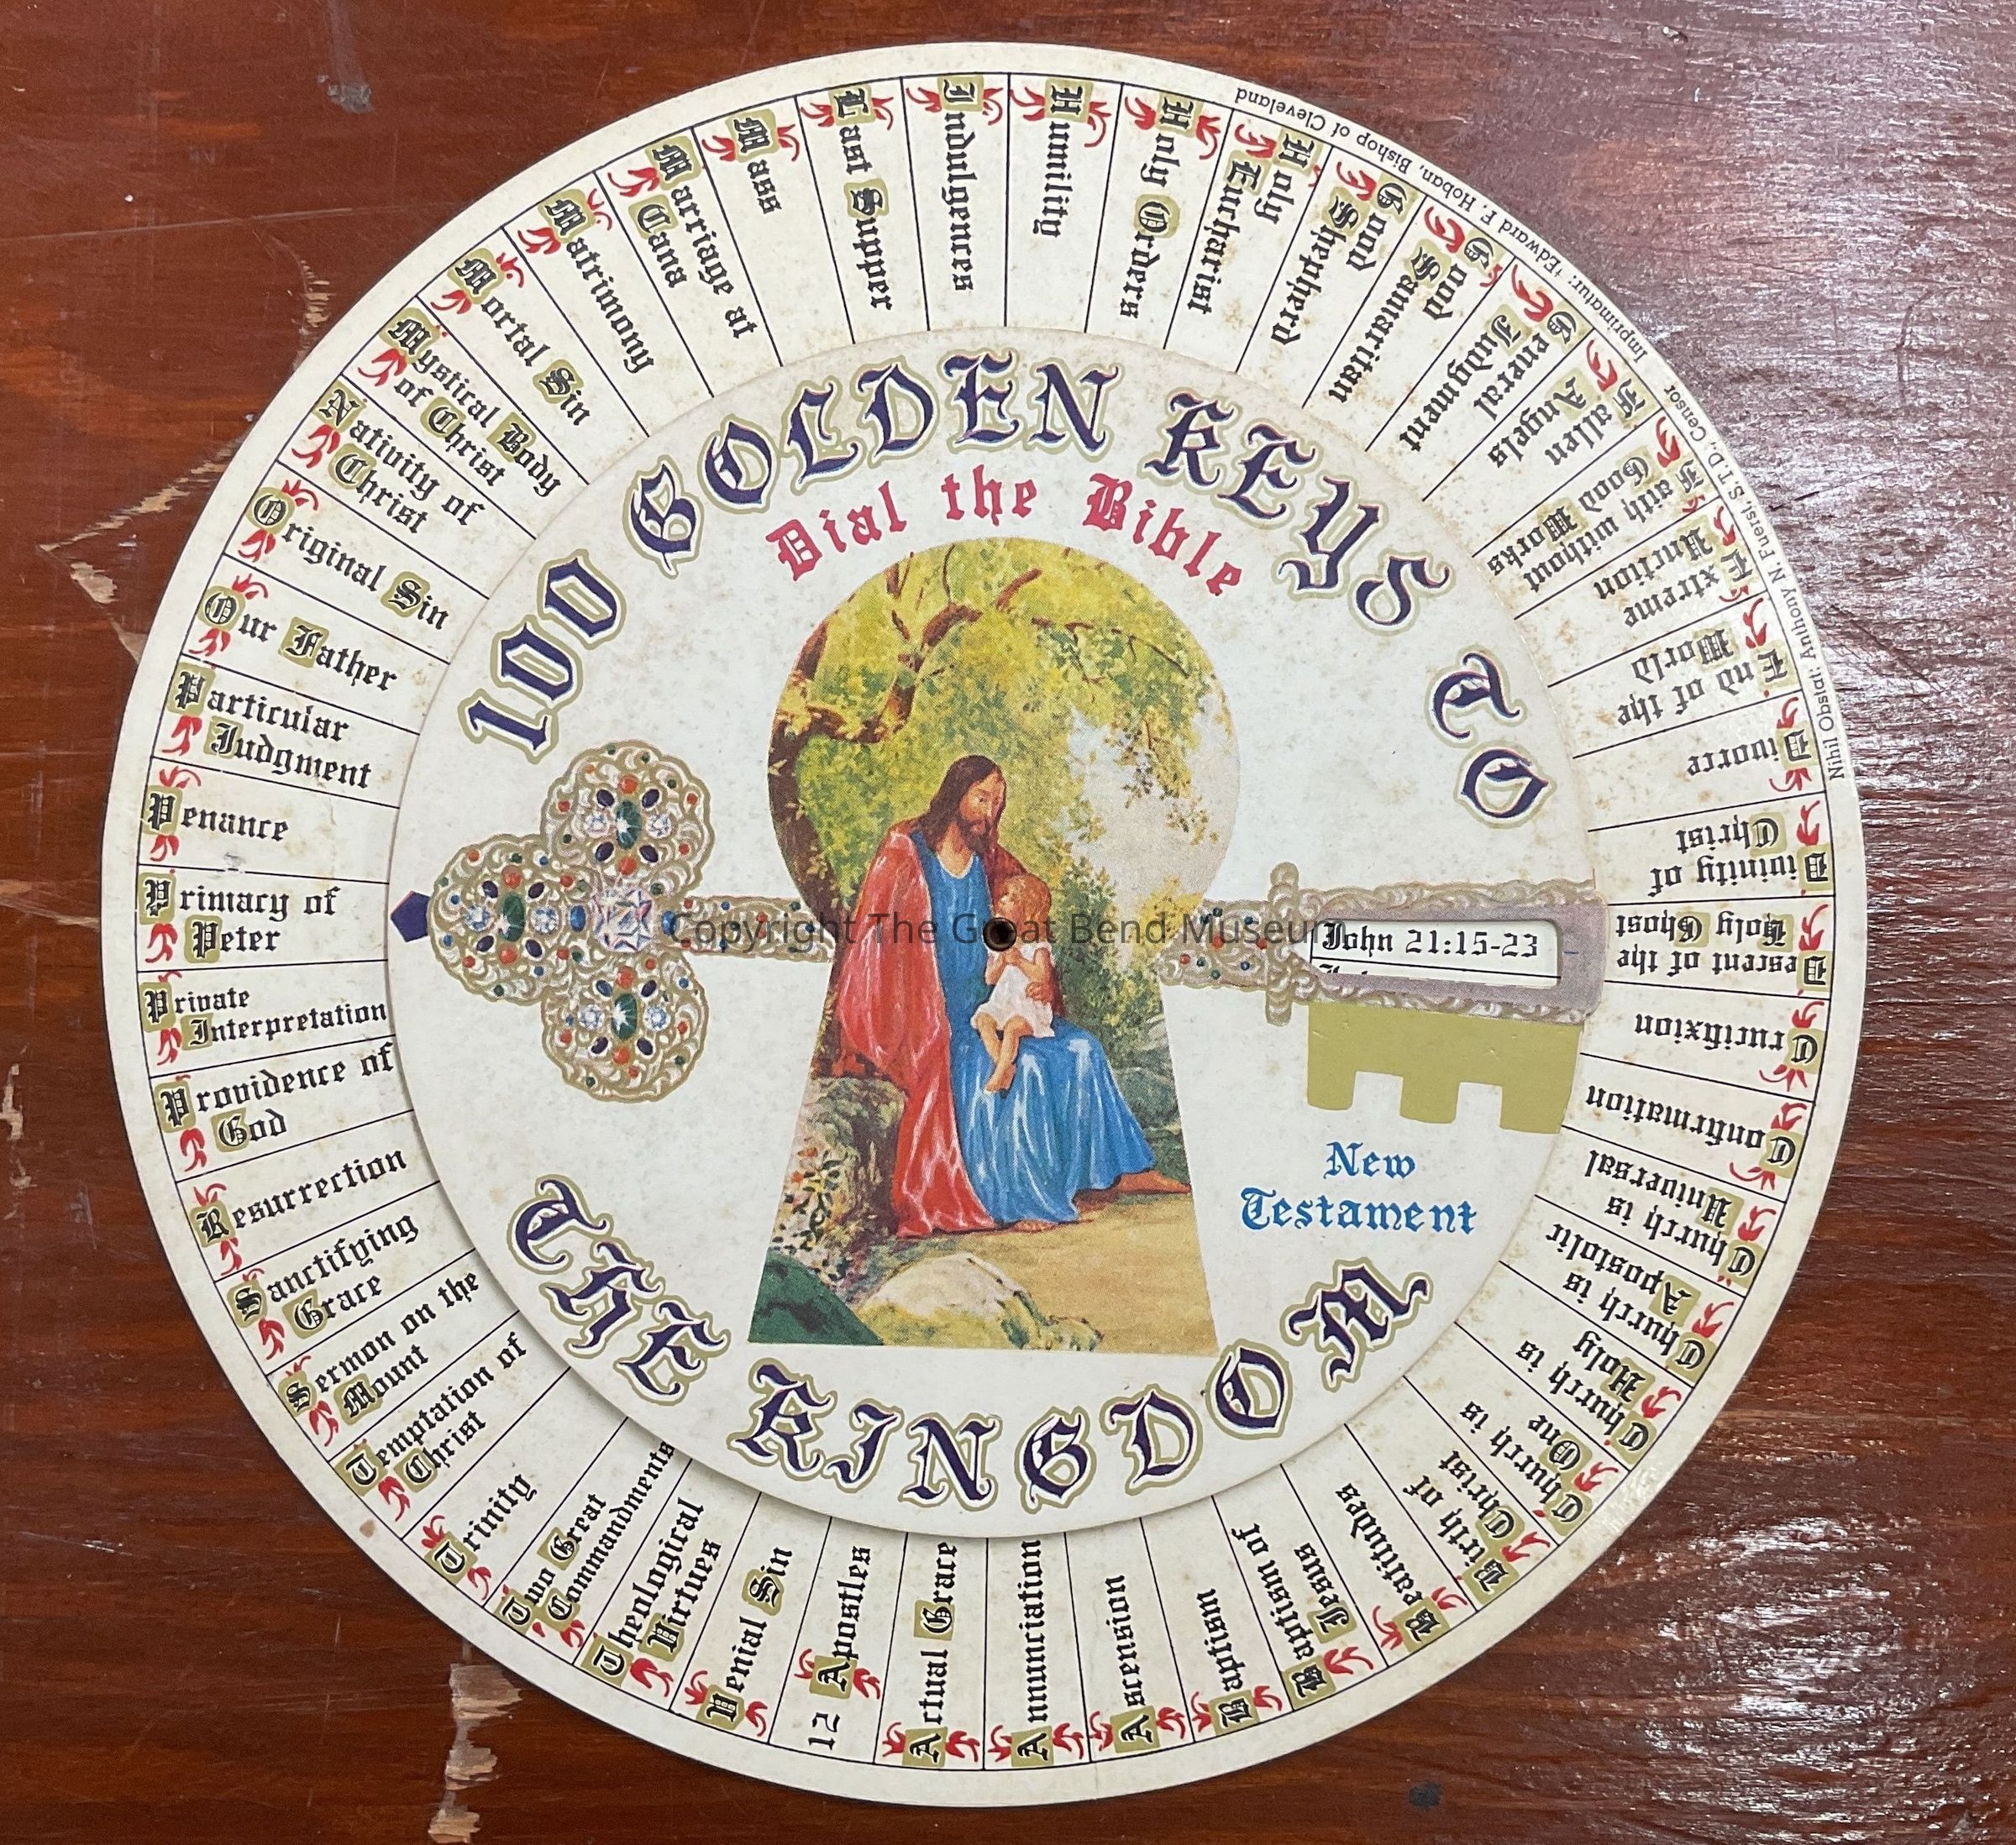 100 GOLDEN KEYS TO
Dial the Bible
THE KINGDOM
New
Testament
John 21:15-23
Copyright The Great Bend Museum
Nihil Obstat: Anthony N. Fuerst, S.T.D., Censor
Imprimatur: †Edward F. Hoban, Bishop of Cleveland
Actual Grace
Annunciation
Ascension
Baptism
Baptism of
Jesus
Beatitudes
Birth of
Christ
Church is
One
Church is
Holy
Church is
Apostolic
Church is
Universal
Confirmation
Crucifixion
Descent of the
Holy Ghost
Divinity of
Christ
Divorce
End of the
World
Extreme
Unction
Faith without
Good Works
Fallen
Angels
General
Judgment
Good
Samaritan
Good
Shepherd
Holy
Eucharist
Holy Orders
Humility
Indulgences
Last Supper
Mass
Marriage at
Cana
Matrimony
Mortal Sin
Mystical Body
of Christ
Nativity of
Christ
Original Sin
Our Father
Particular
Judgment
Penance
Primacy of
Peter
Private
Interpretation
Providence of
God
Resurrection
Sanctifying
Grace
Sermon on the
Mount
Temptation of
Christ
Trinity
Two Great
Commandments
Theological
Virtues
Venial Sin
12 Apostles